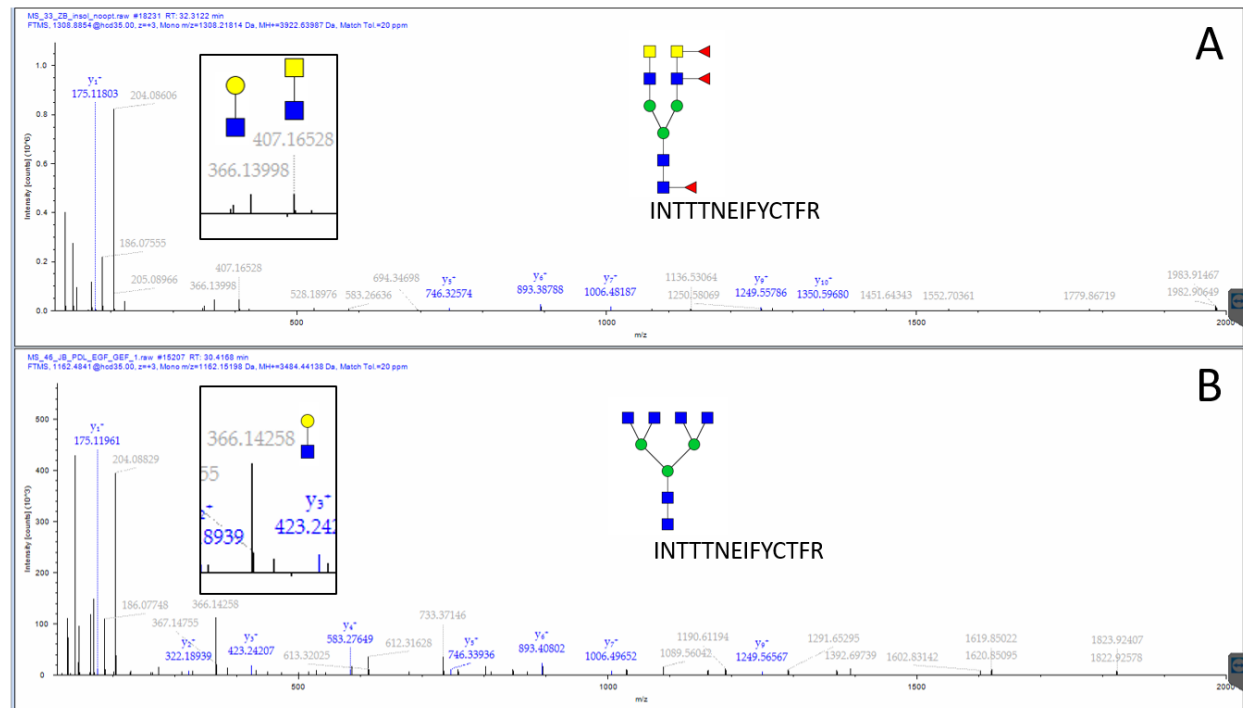 MS_33_ZB_insol_noopt.raw #18231 RT: 32.3122 min
FTMS, 1308.8854@hcd35.00, z=+3, Mono m/z=1308.21814 Da, MH+=3922.63987 Da, Match Tol.=20 ppm
A
Intensity [counts] (10^6)
1.0
0.8
0.6
0.4
0.2
0.0
y₁⁺
175.11803
204.08606
186.07555
205.08966
366.13998
407.16528
407.16528
366.13998
528.18976
583.26636
694.34698
y₅⁺
746.32574
y₆⁺
893.38788
y₇⁺
1006.48187
1136.53064
1250.58069
y₉⁺
1249.55786
y₁₀⁺
1350.59680
1451.64343
1552.70361
1779.86719
1983.91467
1982.90649
INTTTNEIFYCTFR
500
1000
1500
2000
m/z
MS_46_JB_PDL_EGF_GEF_1.raw #15207 RT: 30.4168 min
FTMS, 1162.4841@hcd35.00, z=+3, Mono m/z=1162.15198 Da, MH+=3484.44138 Da, Match Tol.=20 ppm
B
Intensity [counts] (10^3)
500
400
300
200
100
0
y₁⁺
175.11961
204.08829
186.07748
367.14755
366.14258
y₂⁺
322.18939
y₃⁺
423.24207
366.14258
55
2⁺
8939
y₃⁺
423.242
y₄⁺
583.27649
613.32025
612.31628
733.37146
y₅⁺
746.33936
y₆⁺
893.40802
y₇⁺
1006.49652
1089.56042
1190.61194
y₉⁺
1249.56567
1291.65295
1392.69739
1602.83142
1619.85022
1620.85095
1823.92407
1822.92578
INTTTNEIFYCTFR
500
1000
1500
2000
m/z